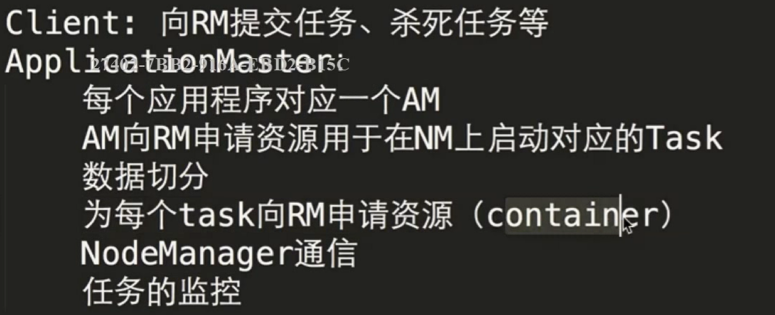 Client: 向RM提交任务、杀死任务等
ApplicationMaster:
每个应用程序对应一个AM
AM向RM申请资源用于在NM上启动对应的Task
数据切分
为每个task向RM申请资源（container）
NodeManager通信
任务的监控